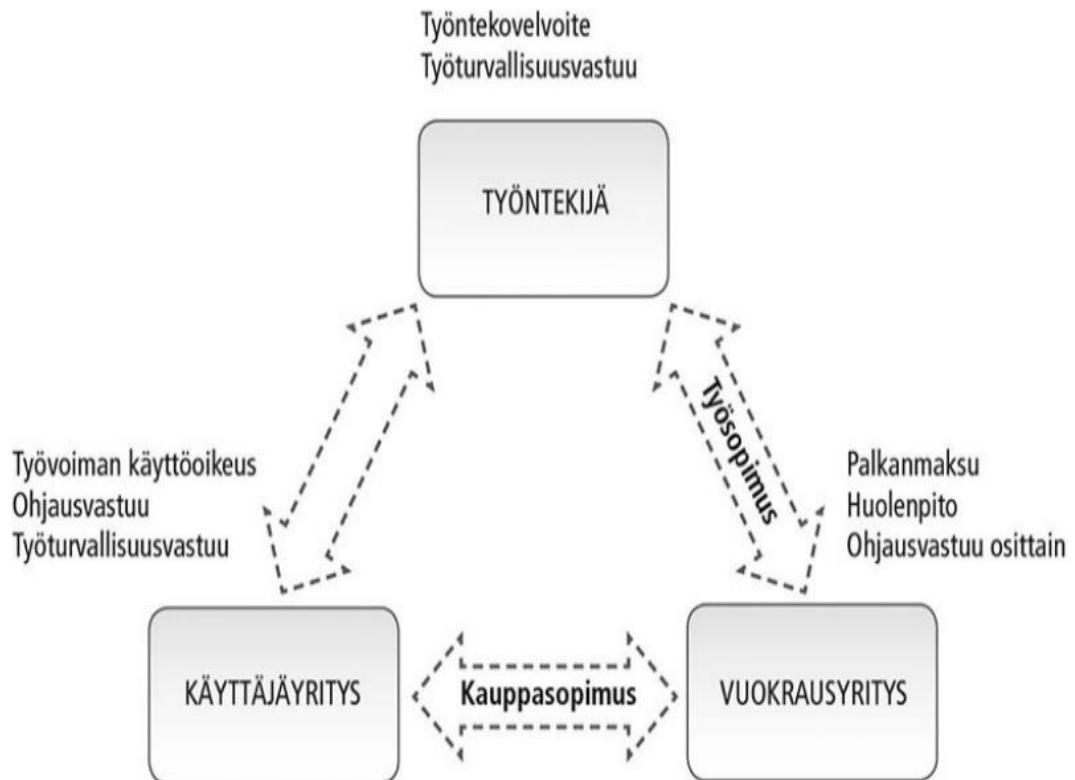 Työntekovelvoite
Työturvallisuusvastuu
TYÖNTEKIJÄ
Työsopimus
Työvoiman käyttöoikeus
Ohjausvastuu
Työturvallisuusvastuu
Palkanmaksu
Huolenpito
Ohjausvastuu osittain
KÄYTTÄJÄYRITYS
Kauppasopimus
VUOKRAUSYRITYS